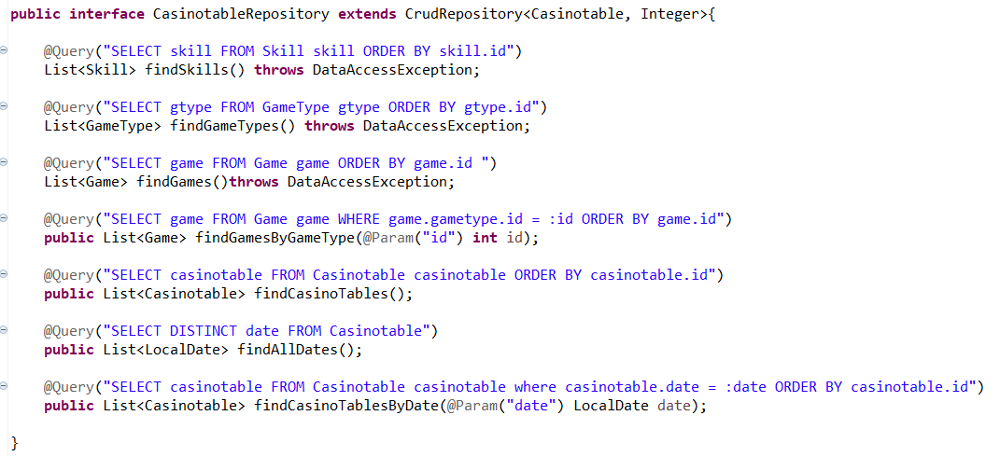 public interface CasinotableRepository extends CrudRepository<Casinotable, Integer>{
@Query("SELECT skill FROM Skill skill ORDER BY skill.id")
List<Skill> findSkills() throws DataAccessException;
@Query("SELECT gtype FROM GameType gtype ORDER BY gtype.id")
List<GameType> findGameTypes() throws DataAccessException;
@Query("SELECT game FROM Game game ORDER BY game.id ")
List<Game> findGames()throws DataAccessException;
@Query("SELECT game FROM Game game WHERE game.gametype.id = :id ORDER BY game.id")
public List<Game> findGamesByGameType(@Param("id") int id);
@Query("SELECT casinotable FROM Casinotable casinotable ORDER BY casinotable.id")
public List<Casinotable> findCasinoTables();
@Query("SELECT DISTINCT date FROM Casinotable")
public List<LocalDate> findAllDates();
@Query("SELECT casinotable FROM Casinotable casinotable where casinotable.date = :date ORDER BY casinotable.id")
public List<Casinotable> findCasinoTablesByDate(@Param("date") LocalDate date);
}